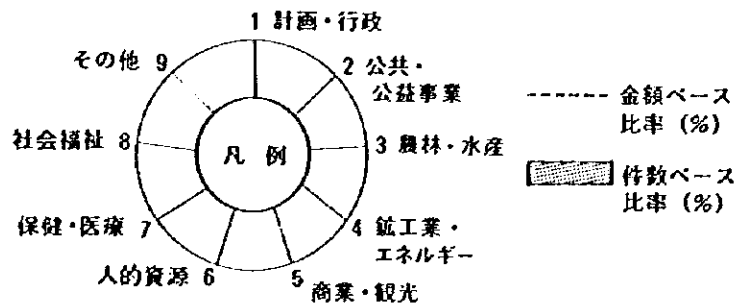 1 計画・行政
2 公共・
公益事業
3 農林・水産
4 鉱工業・
エネルギー
5 商業・観光
6 人的資源
7 保健・医療
8 社会福祉
9 その他
凡 例
金額ベース
比率 (%)
件数ベース
比率 (%)